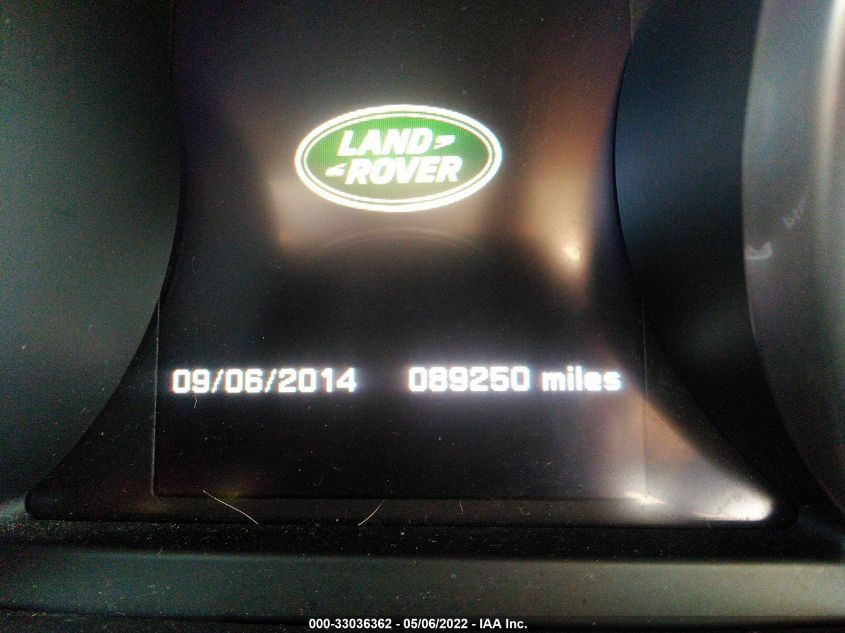 LAND
ROVER
09/06/2014 089250 miles
000-33036362 - 05/06/2022 - IAA Inc.